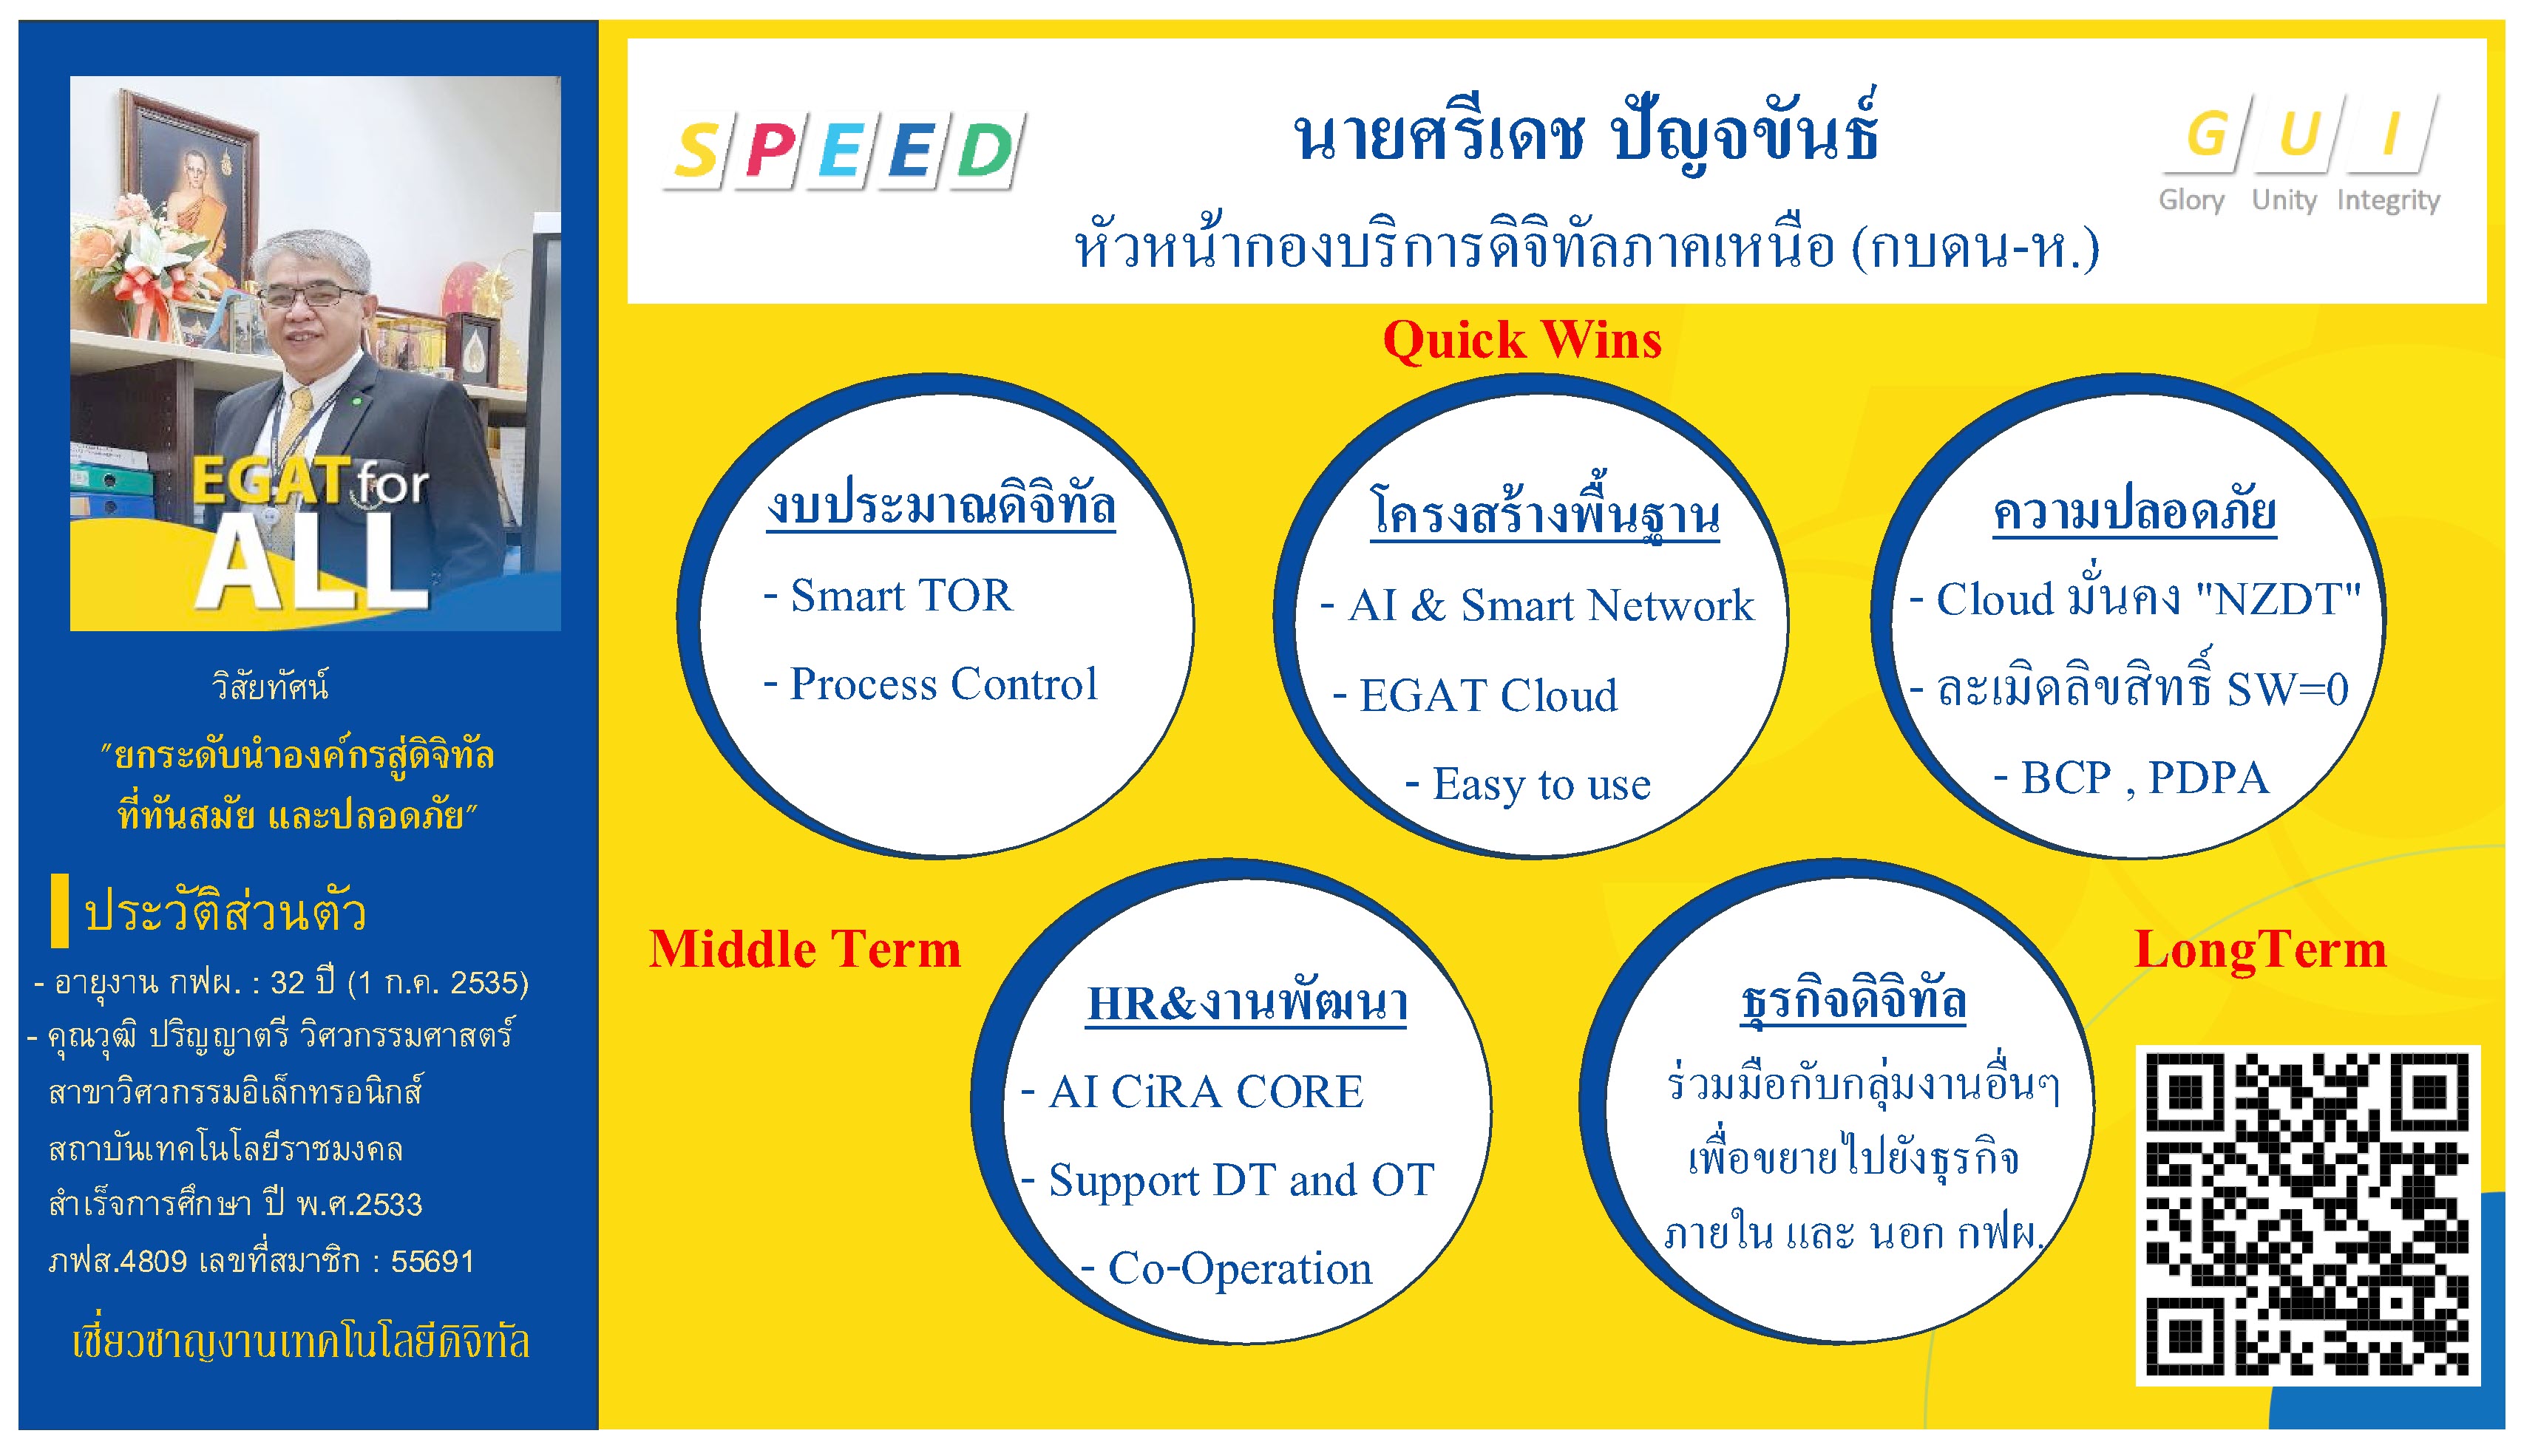 EGAT for
ALL
วิสัยทัศน์
"ยกระดับนำองค์กรสู่ดิจิทัล
ที่ทันสมัย และปลอดภัย"
ประวัติส่วนตัว
- อายุงาน กฟผ. : 32 ปี (1 ก.ค. 2535)
- คุณวุฒิ ปริญญาตรี วิศวกรรมศาสตร์
สาขาวิศวกรรมอิเล็กทรอนิกส์
สถาบันเทคโนโลยีราชมงคล
สำเร็จการศึกษา ปี พ.ศ.2533
ภฟส.4809 เลขที่สมาชิก : 55691
เชี่ยวชาญงานเทคโนโลยีดิจิทัล
SPEED
นายศรีเดช ปัญจขันธ์
หัวหน้ากองบริการดิจิทัลภาคเหนือ (กบดน-ห.)
GUI
Glory Unity Integrity
Quick Wins
งบประมาณดิจิทัล
- Smart TOR
- Process Control
โครงสร้างพื้นฐาน
- AI & Smart Network
- EGAT Cloud
- Easy to use
ความปลอดภัย
- Cloud มั่นคง "NZDT"
- ละเมิดลิขสิทธิ์ SW=0
- BCP , PDPA
Middle Term
HR&งานพัฒนา
- AI CiRA CORE
- Support DT and OT
- Co-Operation
LongTerm
ธุรกิจดิจิทัล
ร่วมมือกับกลุ่มงานอื่นๆ
เพื่อขยายไปยังธุรกิจ
ภายใน และ นอก กฟผ.